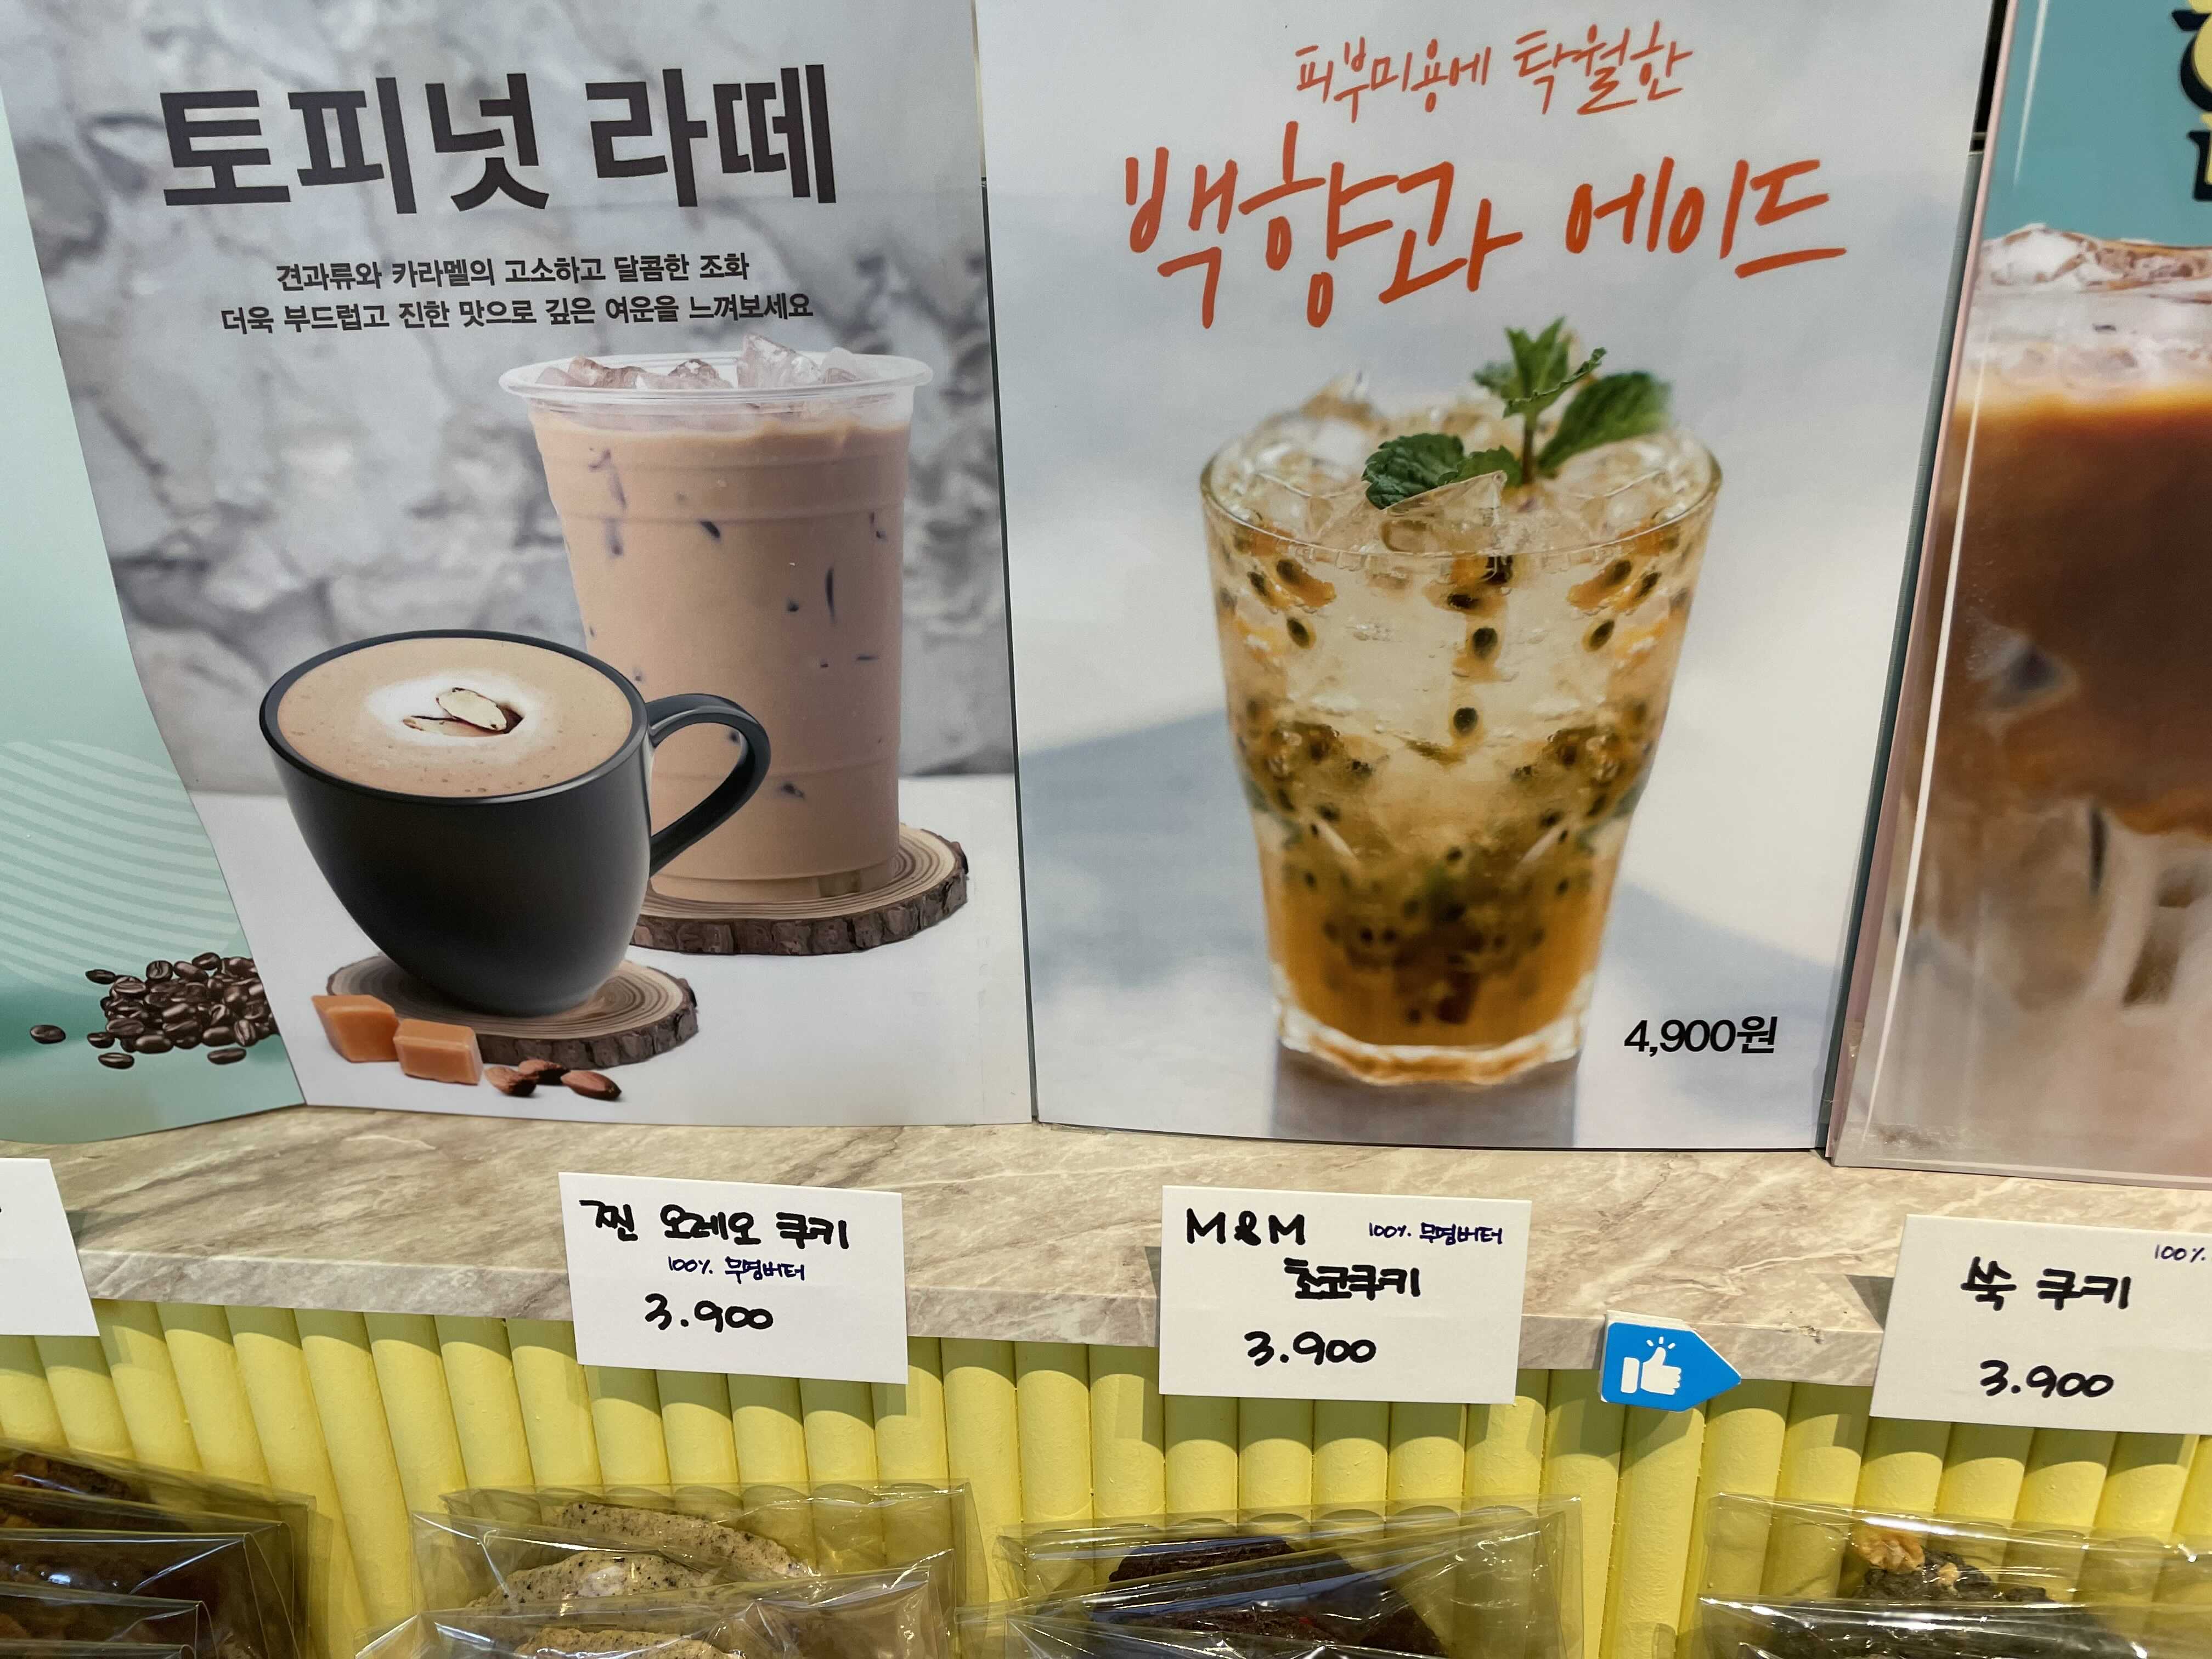 토피넛 라떼
견과류와 카라멜의 고소하고 달콤한 조화
더욱 부드럽고 진한 맛으로 깊은 여운을 느껴보세요
피부미용에 탁월한
백향과 에이드
4,900원
찐 오레오 쿠키
100% 무염버터
3.900
M&M 100% 무염버터
초코쿠키
3.900
100%
쑥 쿠키
3.900